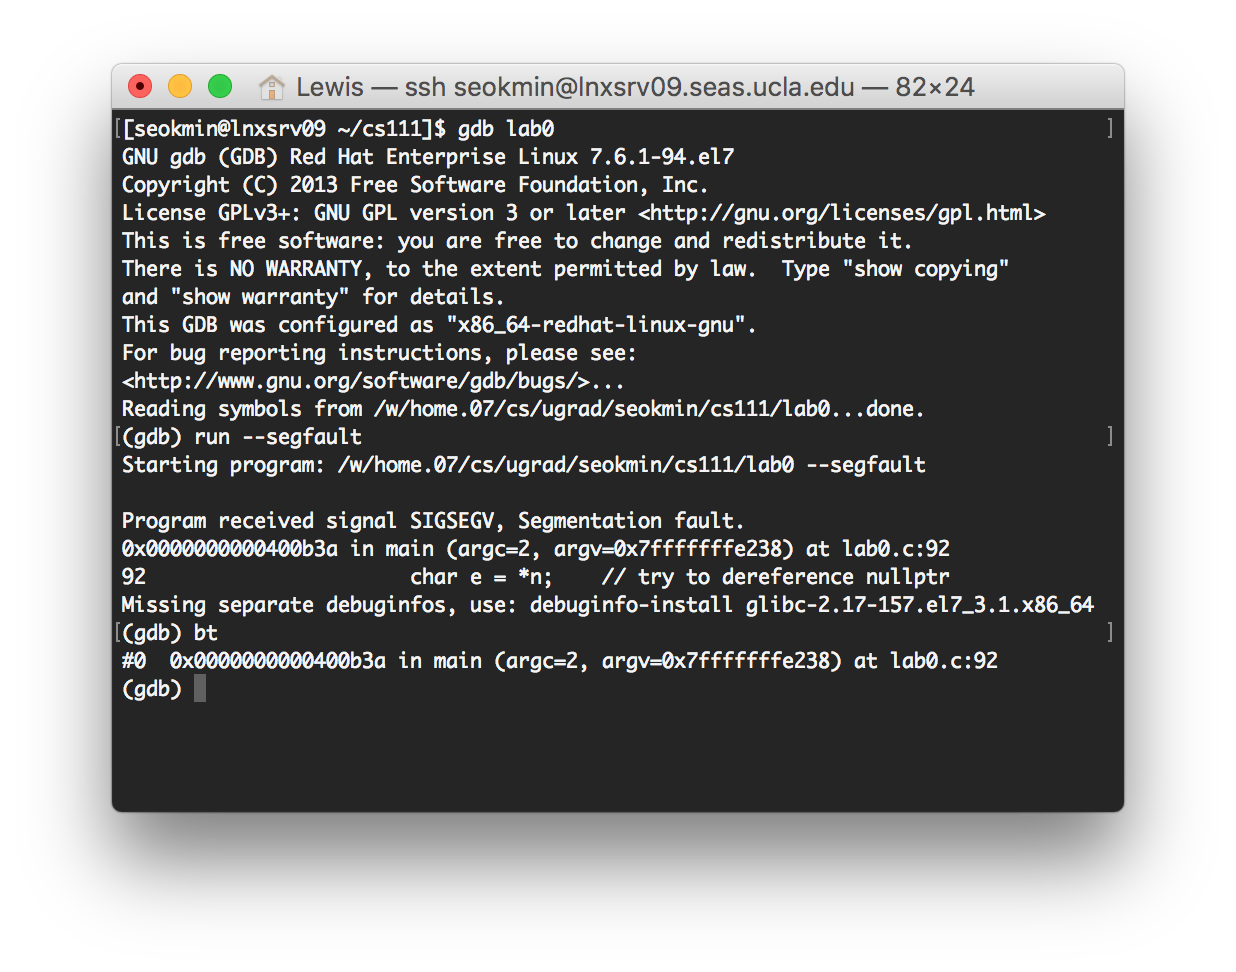 Lewis — ssh seokmin@lnxsrv09.seas.ucla.edu — 82×24
[[seokmin@lnxsrv09 ~/cs111]$ gdb lab0 ]
GNU gdb (GDB) Red Hat Enterprise Linux 7.6.1-94.el7
Copyright (C) 2013 Free Software Foundation, Inc.
License GPLv3+: GNU GPL version 3 or later <http://gnu.org/licenses/gpl.html>
This is free software: you are free to change and redistribute it.
There is NO WARRANTY, to the extent permitted by law.  Type "show copying"
and "show warranty" for details.
This GDB was configured as "x86_64-redhat-linux-gnu".
For bug reporting instructions, please see:
<http://www.gnu.org/software/gdb/bugs/>...
Reading symbols from /w/home.07/cs/ugrad/seokmin/cs111/lab0...done.
[(gdb) run --segfault ]
Starting program: /w/home.07/cs/ugrad/seokmin/cs111/lab0 --segfault
Program received signal SIGSEGV, Segmentation fault.
0x0000000000400b3a in main (argc=2, argv=0x7fffffffe238) at lab0.c:92
92                      char e = *n;    // try to dereference nullptr
Missing separate debuginfos, use: debuginfo-install glibc-2.17-157.el7_3.1.x86_64
[(gdb) bt ]
#0  0x0000000000400b3a in main (argc=2, argv=0x7fffffffe238) at lab0.c:92
(gdb)